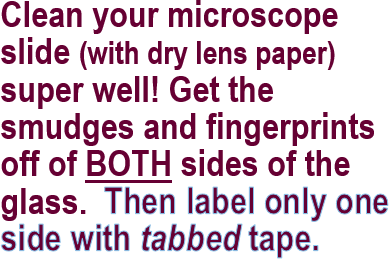 Clean your microscope
slide (with dry lens paper)
super well! Get the
smudges and fingerprints
off of BOTH sides of the
glass.  Then label only one
side with tabbed tape.